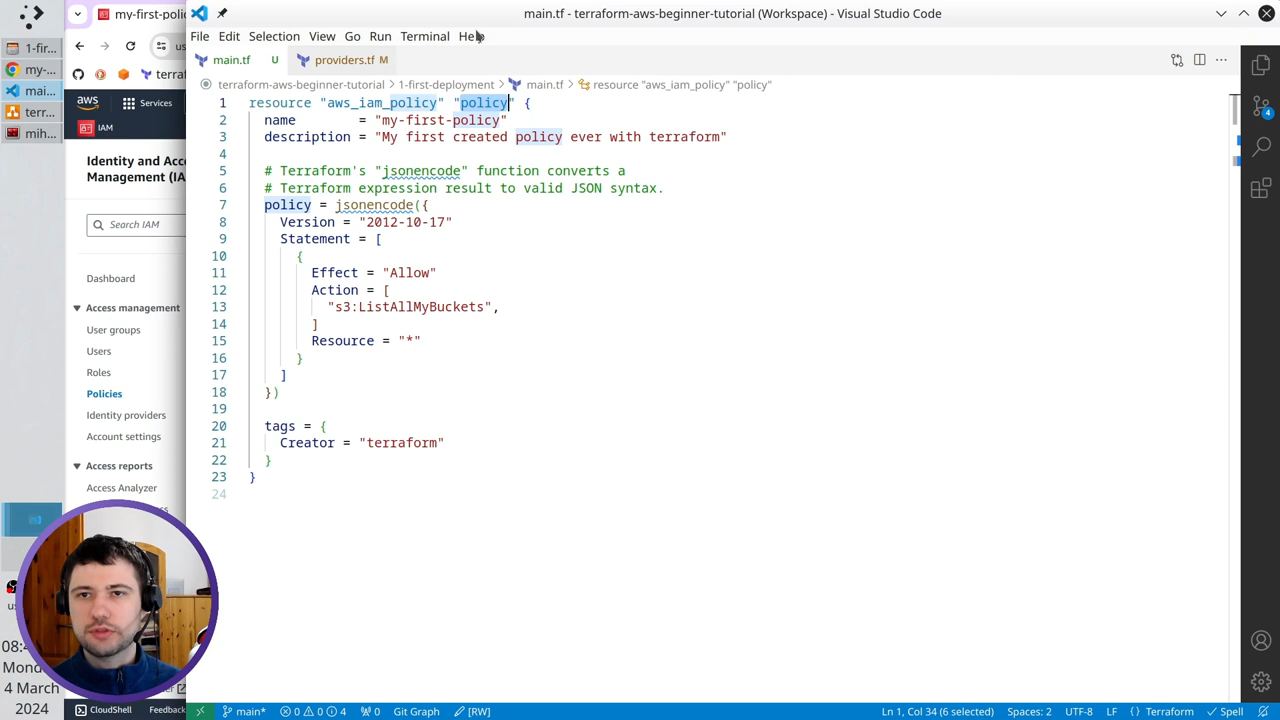 main.tf - terraform-aws-beginner-tutorial (Workspace) - Visual Studio Code
my-first-polic
File Edit Selection View Go Run Terminal Help
1-fir...
my-...
mai...
terr...
mih...
main.tf U
providers.tf M
terraform-aws-beginner-tutorial > 1-first-deployment > main.tf > resource "aws_iam_policy" "policy"
aws
Services
IAM
Identity and Acce
Management (IA
Search IAM
Dashboard
Access management
User groups
Users
Roles
Policies
Identity providers
Account settings
Access reports
Access Analyzer
CloudShell
Feedback
1 resource "aws_iam_policy" "policy" {
2 name = "my-first-policy"
3 description = "My first created policy ever with terraform"
4
5 # Terraform's "jsonencode" function converts a
6 # Terraform expression result to valid JSON syntax.
7 policy = jsonencode({
8 Version = "2012-10-17"
9 Statement = [
10 {
11 Effect = "Allow"
12 Action = [
13 "s3:ListAllMyBuckets",
14 ]
15 Resource = "*"
16 }
17 ]
18 })
19
20 tags = {
21 Creator = "terraform"
22 }
23 }
24
4
Mond
4 March
2024
main* 0 0 4 0 Git Graph [RW]
Ln 1, Col 34 (6 selected) Spaces: 2 UTF-8 LF {} Terraform Spell